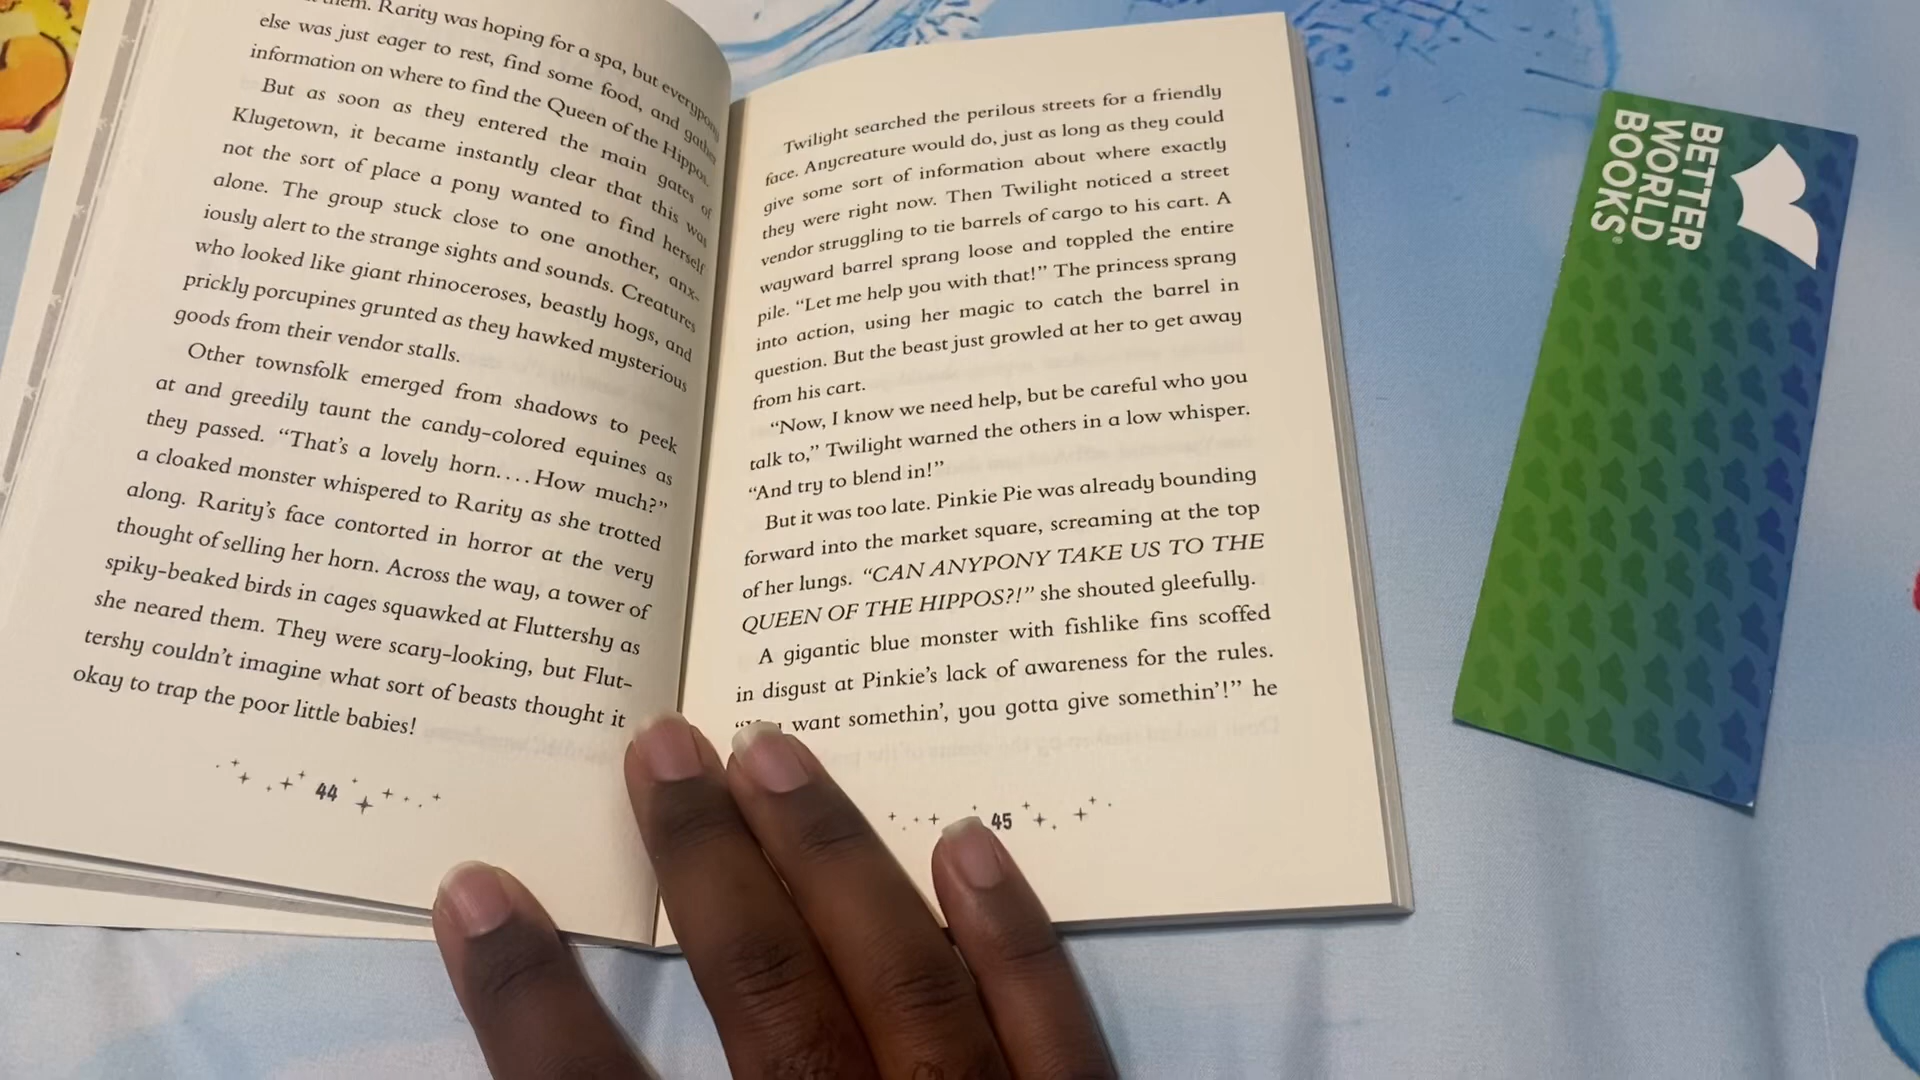 them. Rarity was hoping for a spa, but everypony
else was just eager to rest, find some food, and gather
information on where to find the Queen of the Hippos.
But as soon as they entered the main gates of
Klugetown, it became instantly clear that this was
not the sort of place a pony wanted to find herself
alone. The group stuck close to one another, anx-
iously alert to the strange sights and sounds. Creatures
who looked like giant rhinoceroses, beastly hogs, and
prickly porcupines grunted as they hawked mysterious
goods from their vendor stalls.
Other townsfolk emerged from shadows to peek
at and greedily taunt the candy-colored equines as
they passed. “That’s a lovely horn.... How much?”
a cloaked monster whispered to Rarity as she trotted
along. Rarity’s face contorted in horror at the very
thought of selling her horn. Across the way, a tower of
spiky-beaked birds in cages squawked at Fluttershy as
she neared them. They were scary-looking, but Flut-
tershy couldn’t imagine what sort of beasts thought it
okay to trap the poor little babies!
44
Twilight searched the perilous streets for a friendly
face. Anycreature would do, just as long as they could
give some sort of information about where exactly
they were right now. Then Twilight noticed a street
vendor struggling to tie barrels of cargo to his cart. A
wayward barrel sprang loose and toppled the entire
pile. “Let me help you with that!” The princess sprang
into action, using her magic to catch the barrel in
question. But the beast just growled at her to get away
from his cart.
“Now, I know we need help, but be careful who you
talk to,” Twilight warned the others in a low whisper.
“And try to blend in!”
But it was too late. Pinkie Pie was already bounding
forward into the market square, screaming at the top
of her lungs. “CAN ANYPONY TAKE US TO THE
QUEEN OF THE HIPPOS?!” she shouted gleefully.
A gigantic blue monster with fishlike fins scoffed
in disgust at Pinkie’s lack of awareness for the rules.
want somethin’, you gotta give somethin’!” he
45
BETTER
WORLD
BOOKS®